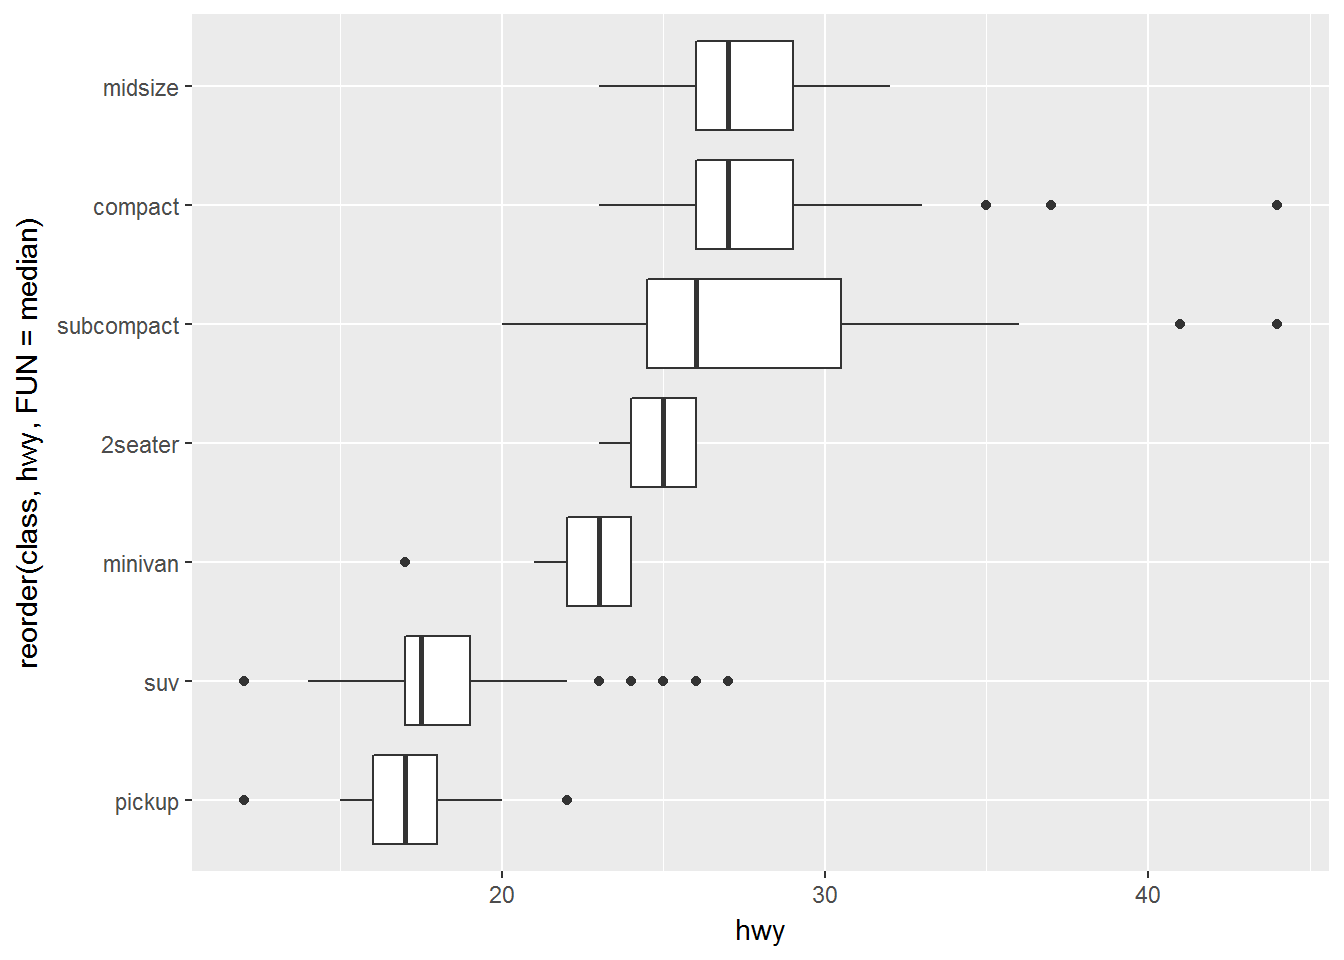 reorder(class, hwy, FUN = median)
midsize
compact
subcompact
2seater
minivan
suv
pickup
20 30 40
hwy